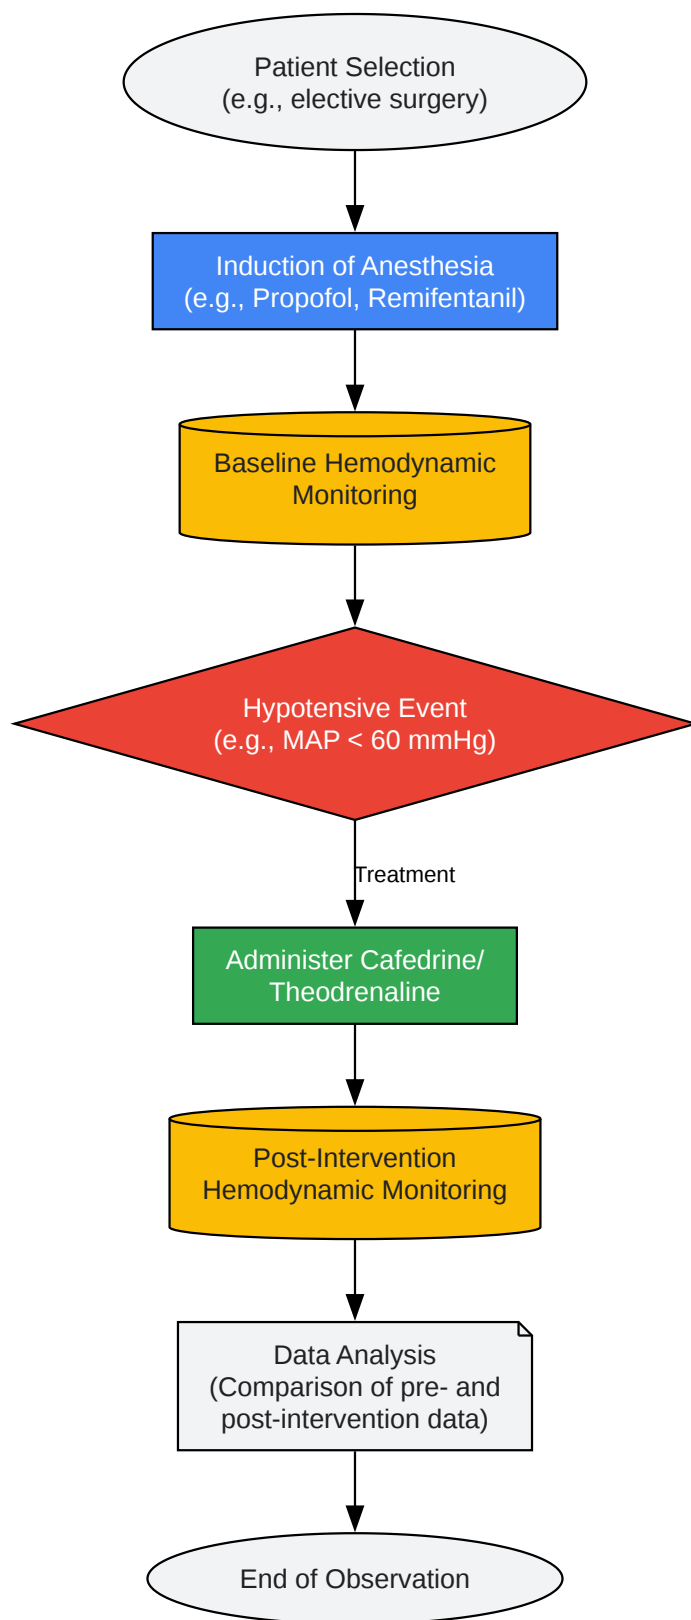 Patient Selection
(e.g., elective surgery)
Induction of Anesthesia
(e.g., Propofol, Remifentanil)
Baseline Hemodynamic
Monitoring
Hypotensive Event
(e.g., MAP < 60 mmHg)
Treatment
Administer Cafedrine/
Theodrenaline
Post-Intervention
Hemodynamic Monitoring
Data Analysis
(Comparison of pre- and
post-intervention data)
End of Observation